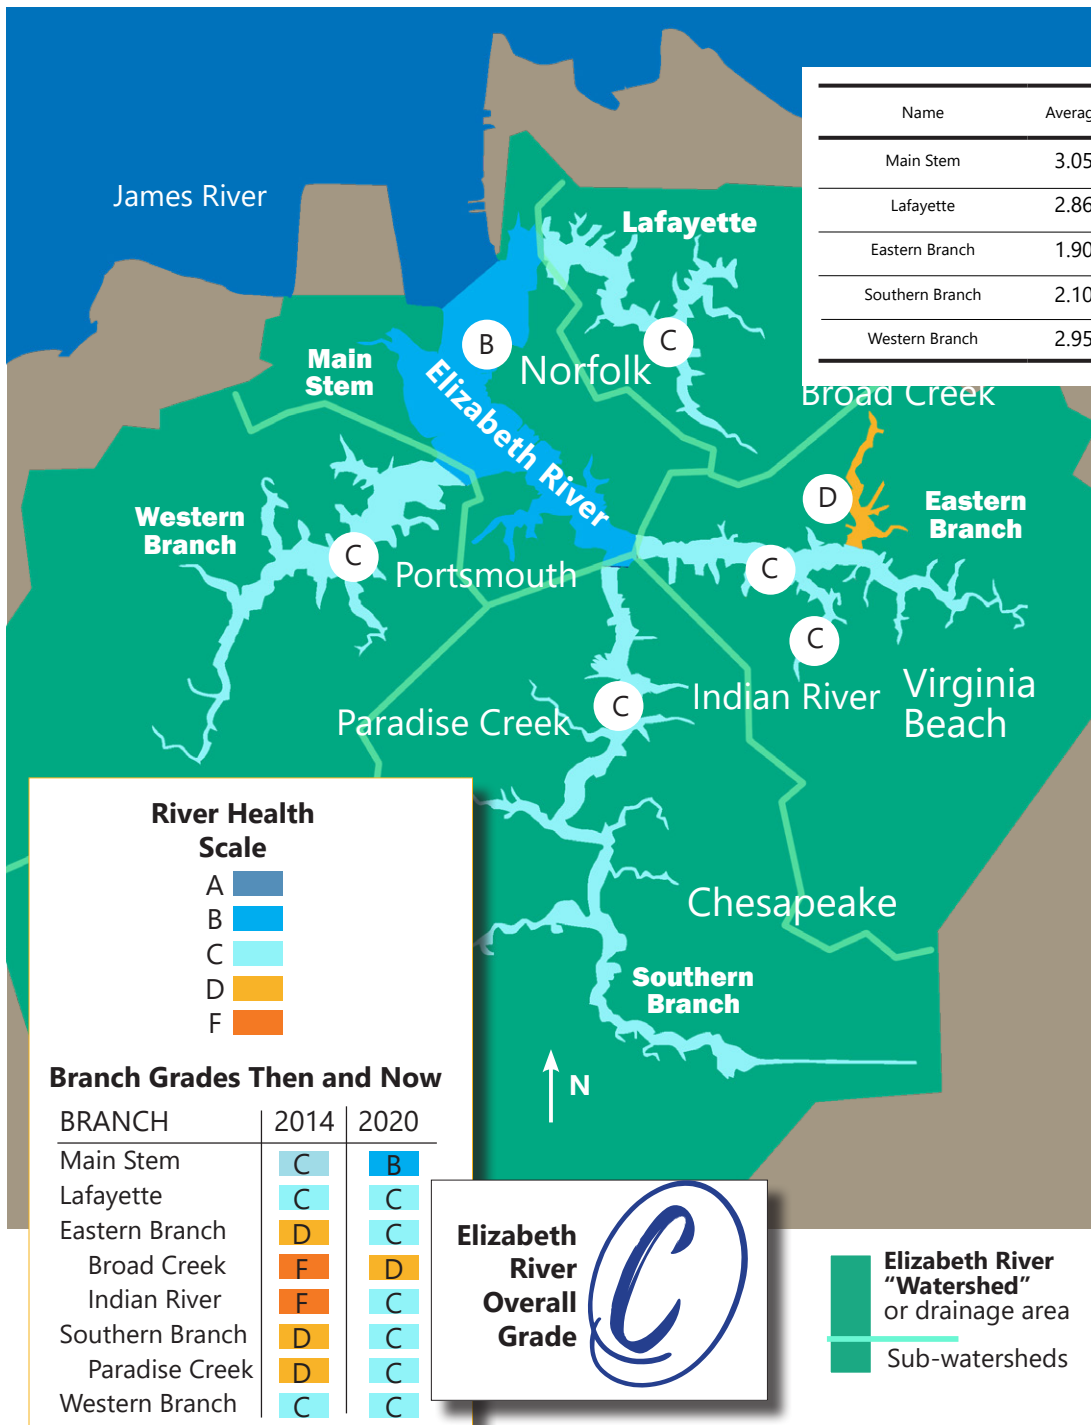 James River
Name Averag
Main Stem 3.05
Lafayette 2.86
Eastern Branch 1.90
Southern Branch 2.10
Western Branch 2.95
Lafayette
B
C
Main
Stem
Norfolk
Elizabeth River
Broad Creek
D
Eastern
Branch
Western
Branch
C
Portsmouth
C
C
Indian River
Virginia
Beach
Paradise Creek
C
Chesapeake
Southern
Branch
N
River Health
Scale
A
B
C
D
F
Branch Grades Then and Now
BRANCH 2014 2020
Main Stem C B
Lafayette C C
Eastern Branch D C
Broad Creek F D
Indian River F C
Southern Branch D C
Paradise Creek D C
Western Branch C C
Elizabeth
River
Overall
Grade
C
Elizabeth River
“Watershed”
or drainage area
Sub-watersheds